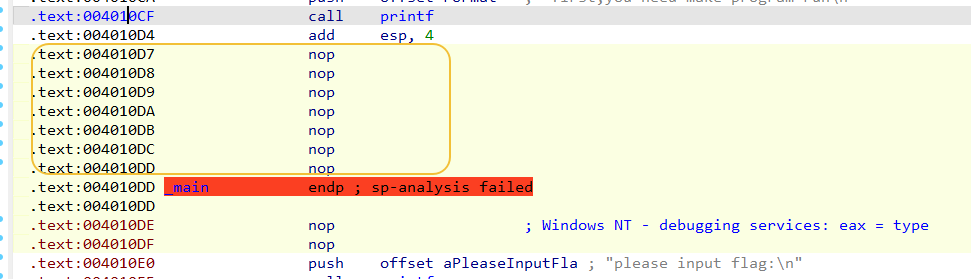 push    offset Format   ; "first,you need make program run\n"
.text:004010CF call    printf
.text:004010D4 add     esp, 4
.text:004010D7 nop
.text:004010D8 nop
.text:004010D9 nop
.text:004010DA nop
.text:004010DB nop
.text:004010DC nop
.text:004010DD nop
.text:004010DD _main           endp ; sp-analysis failed
.text:004010DD
.text:004010DE nop                     ; Windows NT - debugging services: eax = type
.text:004010DF nop
.text:004010E0 push    offset aPleaseInputFla ; "please input flag:\n"